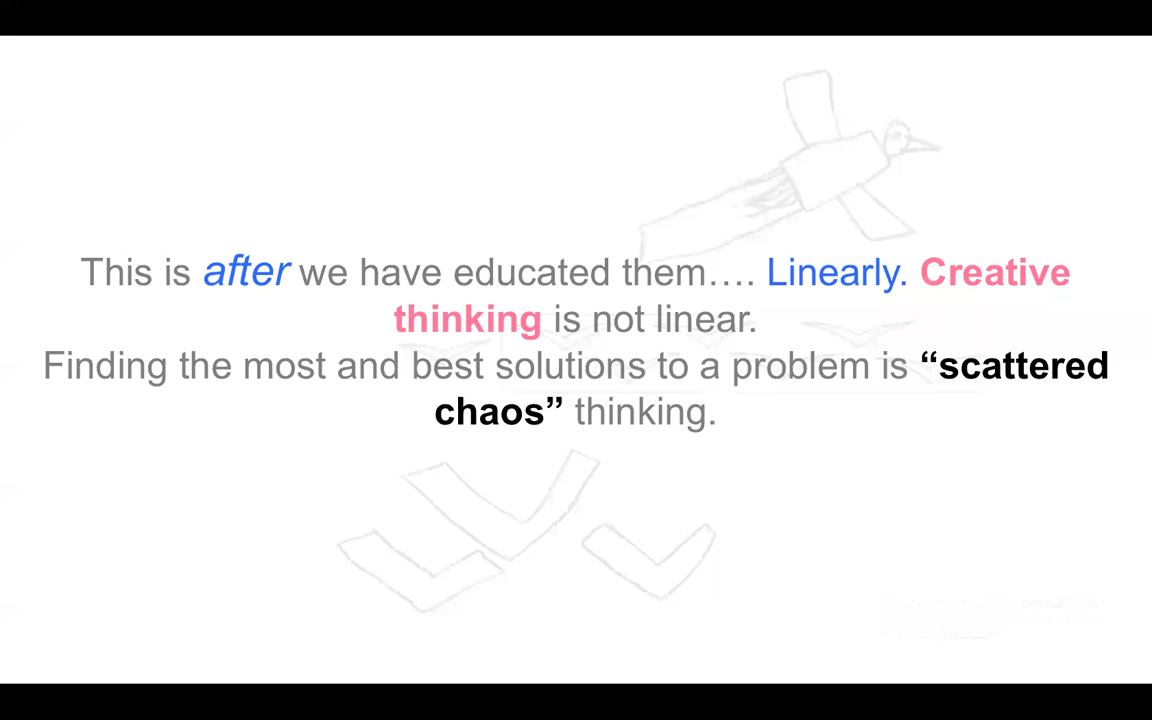 This is after we have educated them…. Linearly. Creative
thinking is not linear.
Finding the most and best solutions to a problem is “scattered
chaos” thinking.